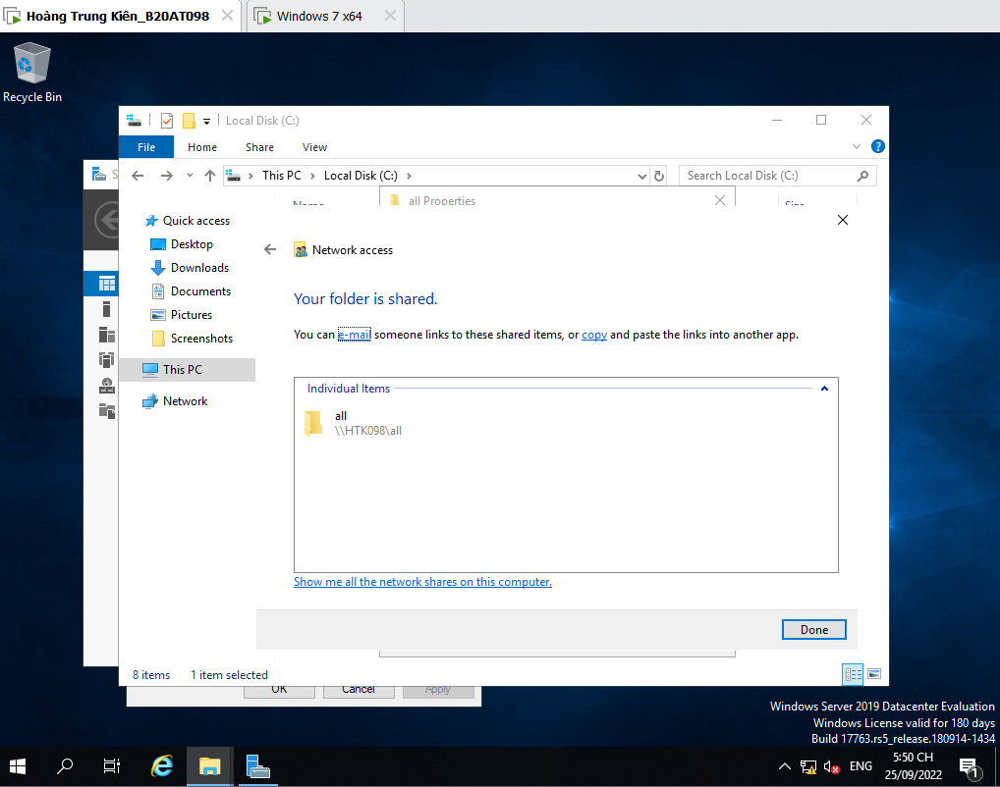 Hoàng Trung Kiên_B20AT098
Windows 7 x64
Recycle Bin
Local Disk (C:)
File Home Share View
This PC Local Disk (C:)
Search Local Disk (C:)
S
Name
all Properties
Size
Quick access
Desktop
Downloads
Documents
Pictures
Screenshots
This PC
Network
Network access
Your folder is shared.
You can e-mail someone links to these shared items, or copy and paste the links into another app.
Individual Items
all
\\HTK098\all
Show me all the network shares on this computer.
Done
8 items 1 item selected
OK Cancel Apply
Windows Server 2019 Datacenter Evaluation
Windows License valid for 180 days
Build 17763.rs5_release.180914-1434
ENG
5:50 CH
25/09/2022
1